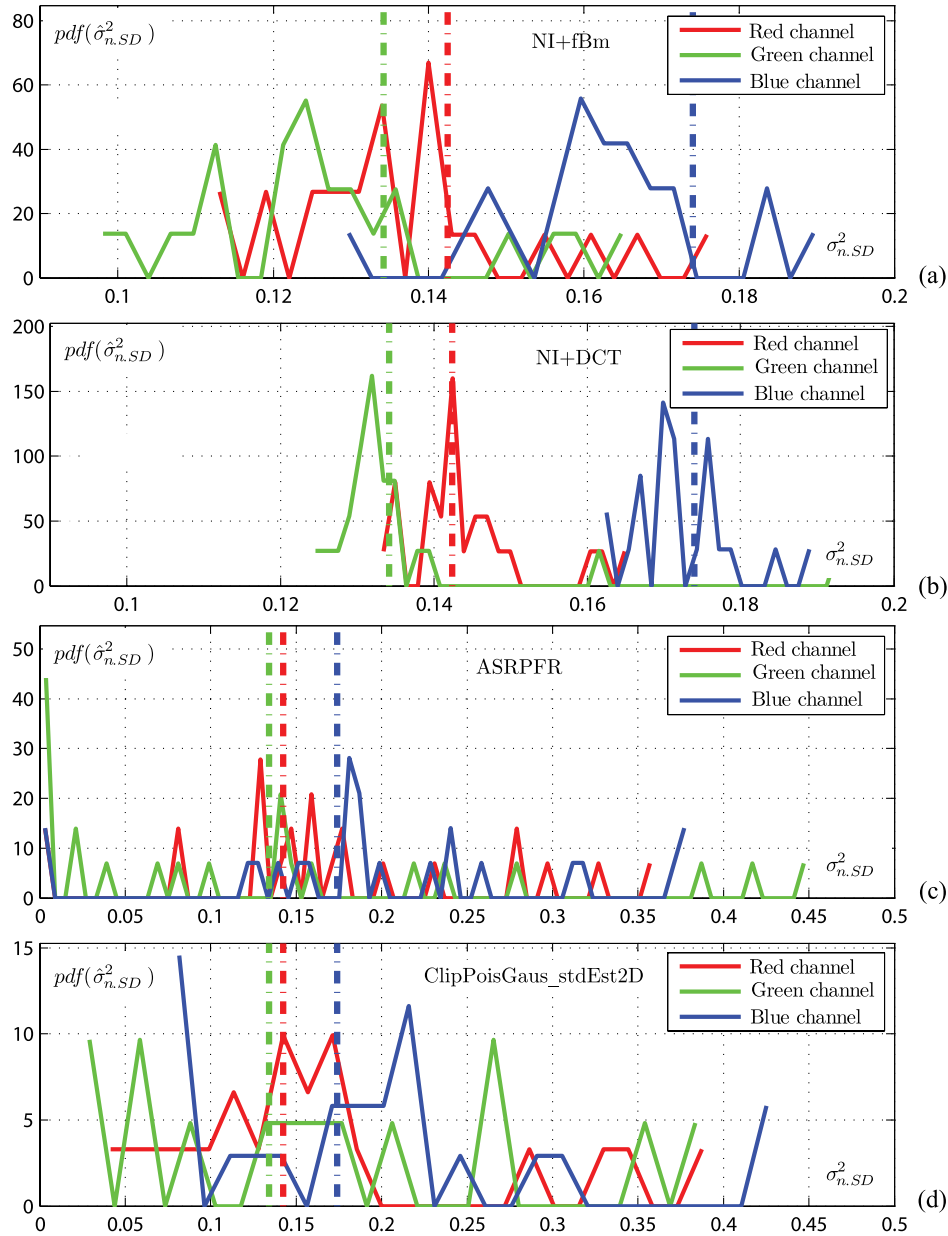 pdf(σ̂²n.SD)
NI+fBm
Red channel
Green channel
Blue channel
80
60
40
20
0
σ²n.SD
(a)
0.1 0.12 0.14 0.16 0.18 0.2
200
pdf(σ̂²n.SD)
NI+DCT
Red channel
Green channel
Blue channel
150
100
50
0
σ²n.SD
(b)
0.1 0.12 0.14 0.16 0.18 0.2
50
pdf(σ̂²n.SD)
ASRPFR
Red channel
Green channel
Blue channel
40
30
20
10
0
σ²n.SD
(c)
0 0.05 0.1 0.15 0.2 0.25 0.3 0.35 0.4 0.45 0.5
15
pdf(σ̂²n.SD)
ClipPoisGaus_stdEst2D
Red channel
Green channel
Blue channel
10
5
0
σ²n.SD
(d)
0 0.05 0.1 0.15 0.2 0.25 0.3 0.35 0.4 0.45 0.5